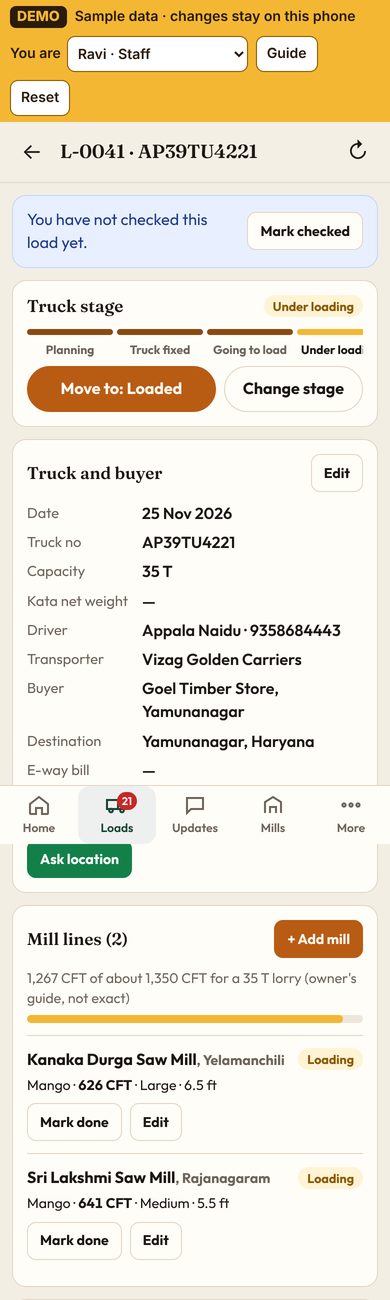 DEMO Sample data · changes stay on this phone
You are Ravi · Staff Guide
Reset
L-0041 · AP39TU4221
You have not checked this
load yet.
Mark checked
Truck stage Under loading
Planning Truck fixed Going to load Under load
Move to: Loaded Change stage
Truck and buyer Edit
Date 25 Nov 2026
Truck no AP39TU4221
Capacity 35 T
Kata net weight —
Driver Appala Naidu · 9358684443
Transporter Vizag Golden Carriers
Buyer Goel Timber Store,
Yamunanagar
Destination Yamunanagar, Haryana
E-way bill —
21
Home Loads Updates Mills More
Ask location
Mill lines (2) + Add mill
1,267 CFT of about 1,350 CFT for a 35 T lorry (owner's
guide, not exact)
Kanaka Durga Saw Mill, Yelamanchili Loading
Mango · 626 CFT · Large · 6.5 ft
Mark done Edit
Sri Lakshmi Saw Mill, Rajanagaram Loading
Mango · 641 CFT · Medium · 5.5 ft
Mark done Edit